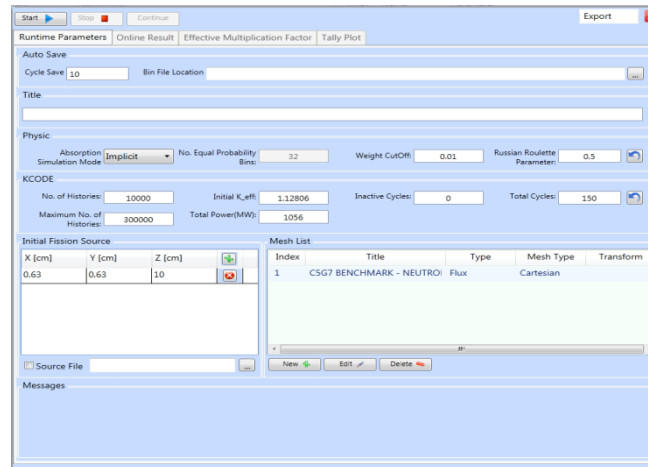 Start Stop Continue Export
Runtime Parameters Online Result Effective Multiplication Factor Tally Plot
Auto Save
Cycle Save 10 Bin File Location ...
Title
Physic
Absorption Simulation Mode Implicit No. Equal Probability Bins: 32 Weight CutOff: 0.01 Russian Roulette Parameter: 0.5
KCODE
No. of Histories: 10000 Initial K_eff: 1.12806 Inactive Cycles: 0 Total Cycles: 150
Maximum No. of Histories: 300000 Total Power(MW): 1056
Initial Fission Source Mesh List
X [cm] Y [cm] Z [cm] Index Title Type Mesh Type Transform
0.63 0.63 10 1 C5G7 BENCHMARK - NEUTRO Flux Cartesian
Source File ... New Edit Delete
Messages